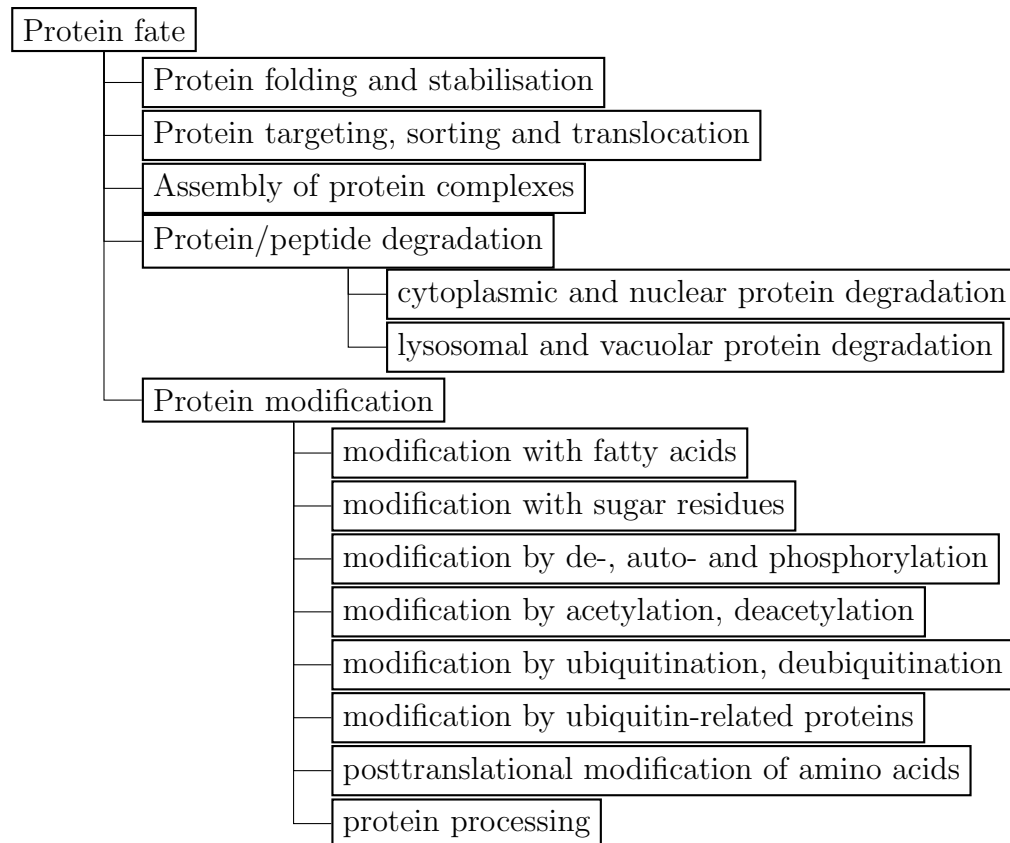 Protein fate
Protein folding and stabilisation
Protein targeting, sorting and translocation
Assembly of protein complexes
Protein/peptide degradation
cytoplasmic and nuclear protein degradation
lysosomal and vacuolar protein degradation
Protein modification
modification with fatty acids
modification with sugar residues
modification by de-, auto- and phosphorylation
modification by acetylation, deacetylation
modification by ubiquitination, deubiquitination
modification by ubiquitin-related proteins
posttranslational modification of amino acids
protein processing